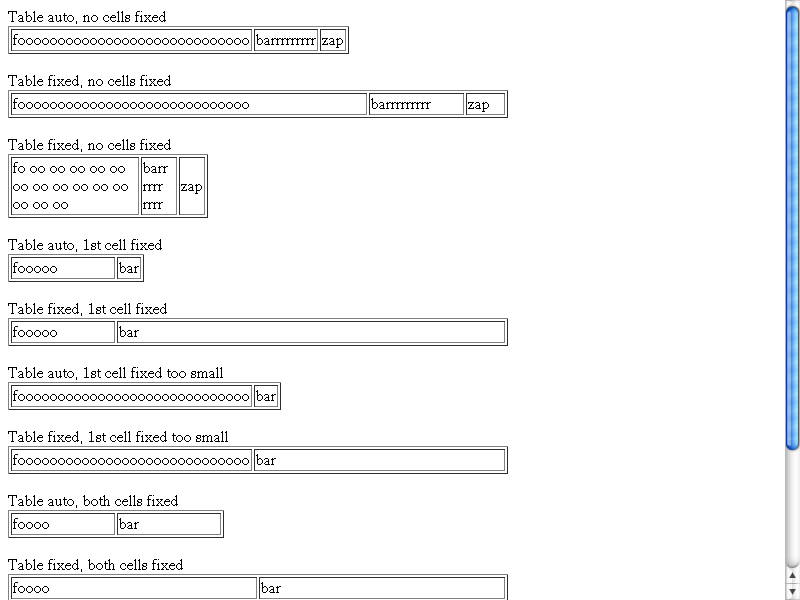 Table auto, no cells fixed
fooooooooooooooooooooooooooooo barrrrrrrrr zap
Table fixed, no cells fixed
fooooooooooooooooooooooooooooo barrrrrrrrr zap
Table fixed, no cells fixed
fo oo oo oo oo oo barr
oo oo oo oo oo oo rrrr zap
oo oo oo rrrr
Table auto, 1st cell fixed
fooooo bar
Table fixed, 1st cell fixed
fooooo bar
Table auto, 1st cell fixed too small
fooooooooooooooooooooooooooooo bar
Table fixed, 1st cell fixed too small
fooooooooooooooooooooooooooooo bar
Table auto, both cells fixed
foooo bar
Table fixed, both cells fixed
foooo bar